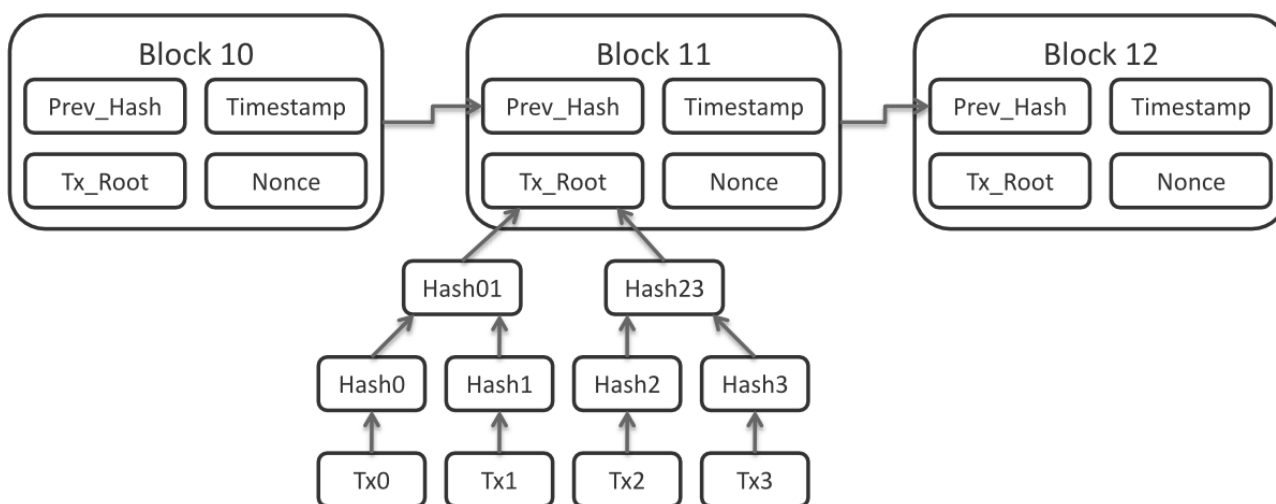 Block 10
Block 11
Block 12
Prev_Hash
Timestamp
Prev_Hash
Timestamp
Prev_Hash
Timestamp
Tx_Root
Nonce
Tx_Root
Nonce
Tx_Root
Nonce
Hash01
Hash23
Hash0
Hash1
Hash2
Hash3
Tx0
Tx1
Tx2
Tx3